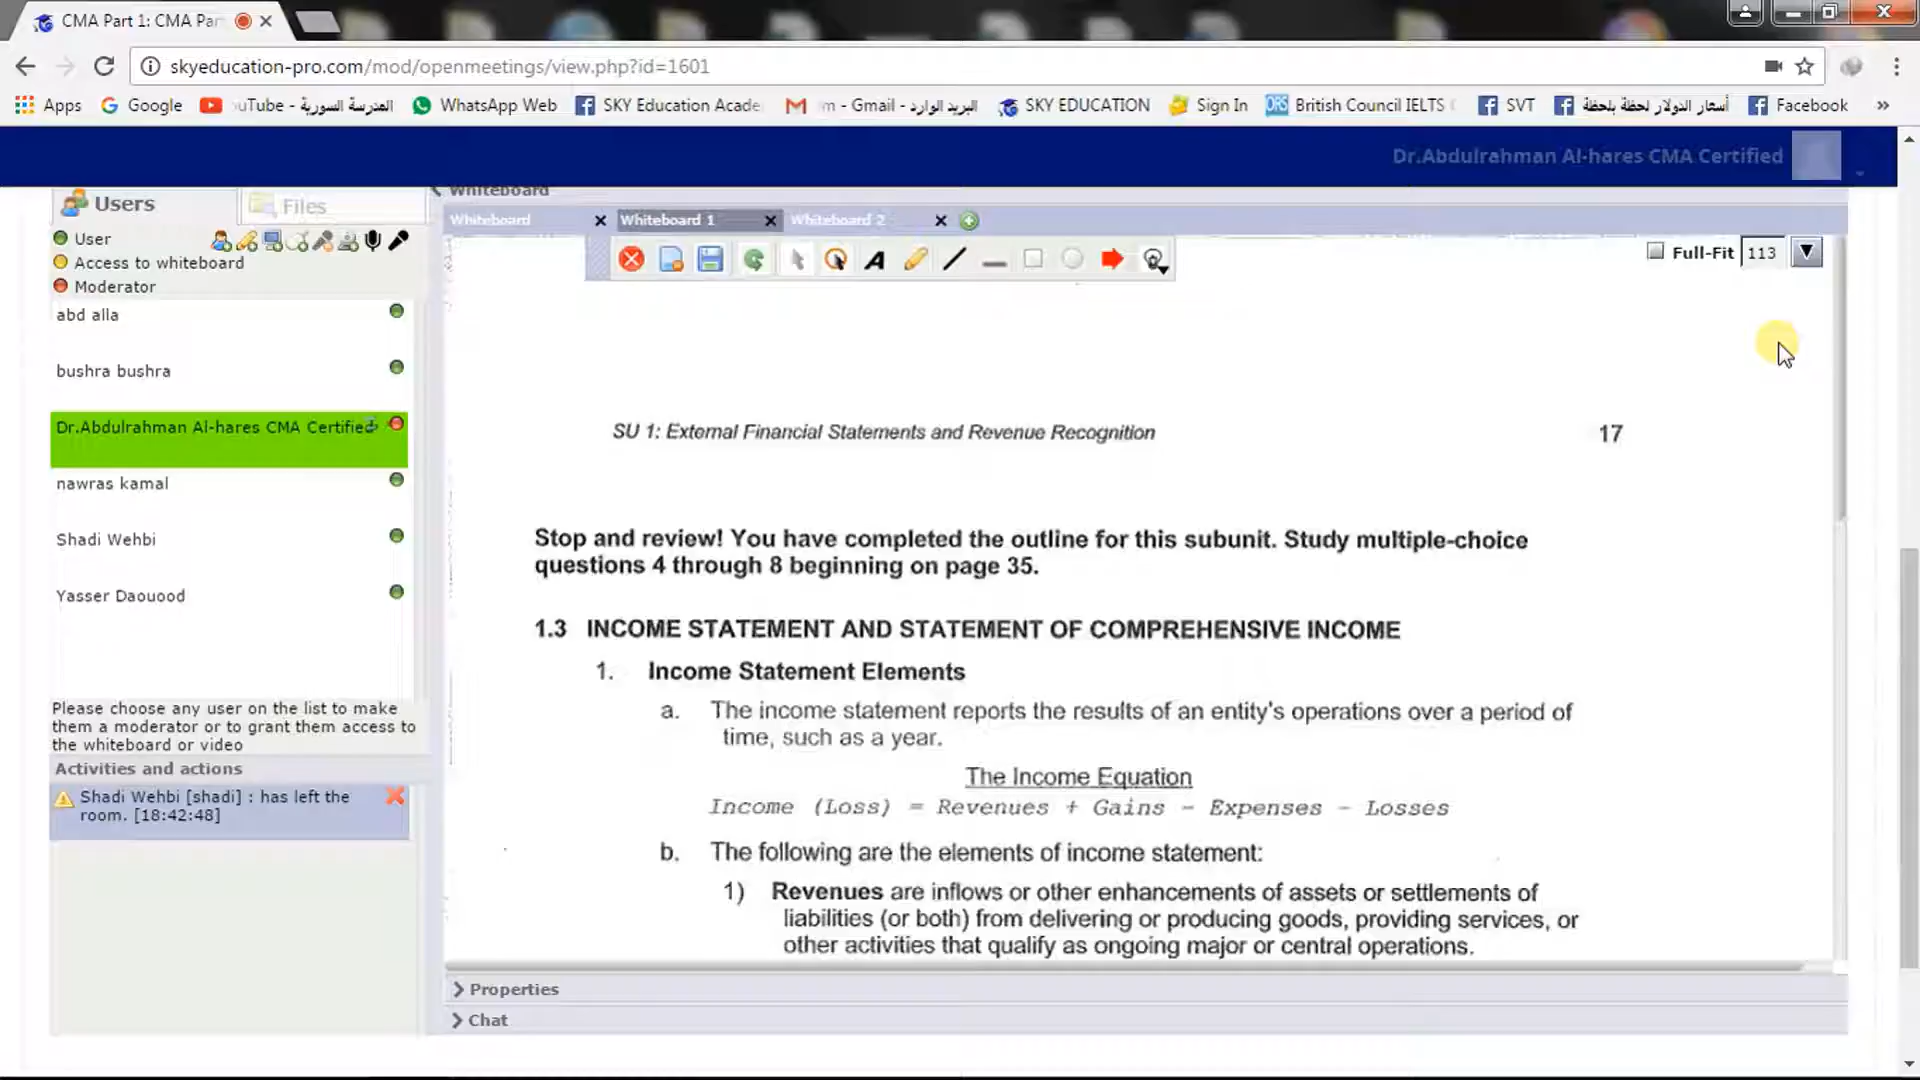 CMA Part 1: CMA Par
skyeducation-pro.com/mod/openmeetings/view.php?id=1601
Apps
Google
uTube - المدرسة السورية
WhatsApp Web
SKY Education Acade
m - Gmail - البريد الوارد
SKY EDUCATION
Sign In
ORS British Council IELTS
SVT
أسعار الدولار لحظة بلحظة
Facebook
Dr.Abdulrahman Al-hares CMA Certified
Users
Files
Whiteboard
Whiteboard
Whiteboard 1
Whiteboard 2
User
Access to whiteboard
Moderator
Full-Fit 113
abd alla
bushra bushra
Dr.Abdulrahman Al-hares CMA Certified
nawras kamal
Shadi Wehbi
Yasser Daouood
Please choose any user on the list to make
them a moderator or to grant them access to
the whiteboard or video
Activities and actions
Shadi Wehbi [shadi] : has left the
room. [18:42:48]
SU 1: External Financial Statements and Revenue Recognition
17
Stop and review! You have completed the outline for this subunit. Study multiple-choice
questions 4 through 8 beginning on page 35.
1.3 INCOME STATEMENT AND STATEMENT OF COMPREHENSIVE INCOME
1. Income Statement Elements
a. The income statement reports the results of an entity's operations over a period of
time, such as a year.
The Income Equation
Income (Loss) = Revenues + Gains - Expenses - Losses
b. The following are the elements of income statement:
1) Revenues are inflows or other enhancements of assets or settlements of
liabilities (or both) from delivering or producing goods, providing services, or
other activities that qualify as ongoing major or central operations.
Properties
Chat